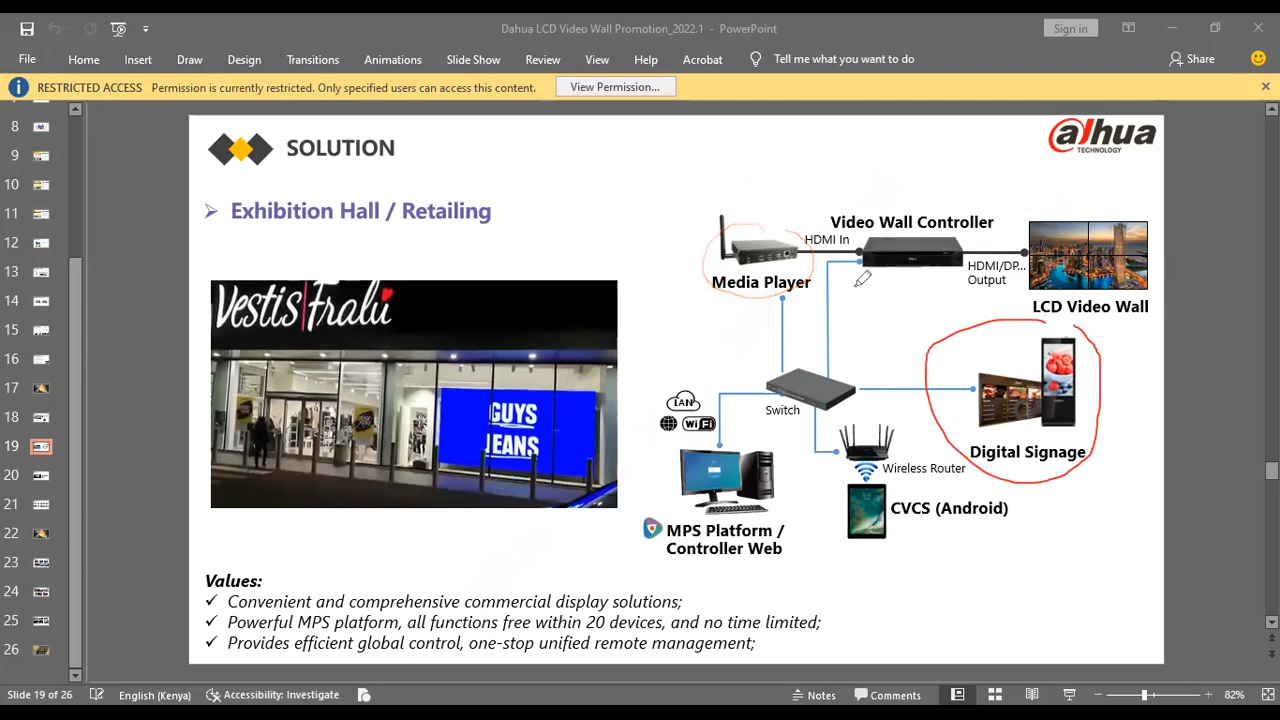 Dahua LCD Video Wall Promotion_2022.1 - PowerPoint
Sign in
File Home Insert Draw Design Transitions Animations Slide Show Review View Help Acrobat Tell me what you want to do Share
RESTRICTED ACCESS Permission is currently restricted. Only specified users can access this content. View Permission...
8
9
10
11
12
13
14
15
16
17
18
19
20
21
22
23
24
25
26
SOLUTION
alhua
TECHNOLOGY
Exhibition Hall / Retailing
Vestis Fralu
GUYS
JEANS
Video Wall Controller
HDMI In
Media Player
HDMI/DP...
Output
LCD Video Wall
Switch
LAN
WiFi
Digital Signage
Wireless Router
CVCS (Android)
MPS Platform /
Controller Web
Values:
✓ Convenient and comprehensive commercial display solutions;
✓ Powerful MPS platform, all functions free within 20 devices, and no time limited;
✓ Provides efficient global control, one-stop unified remote management;
Slide 19 of 26 English (Kenya) Accessibility: Investigate Notes Comments 82%